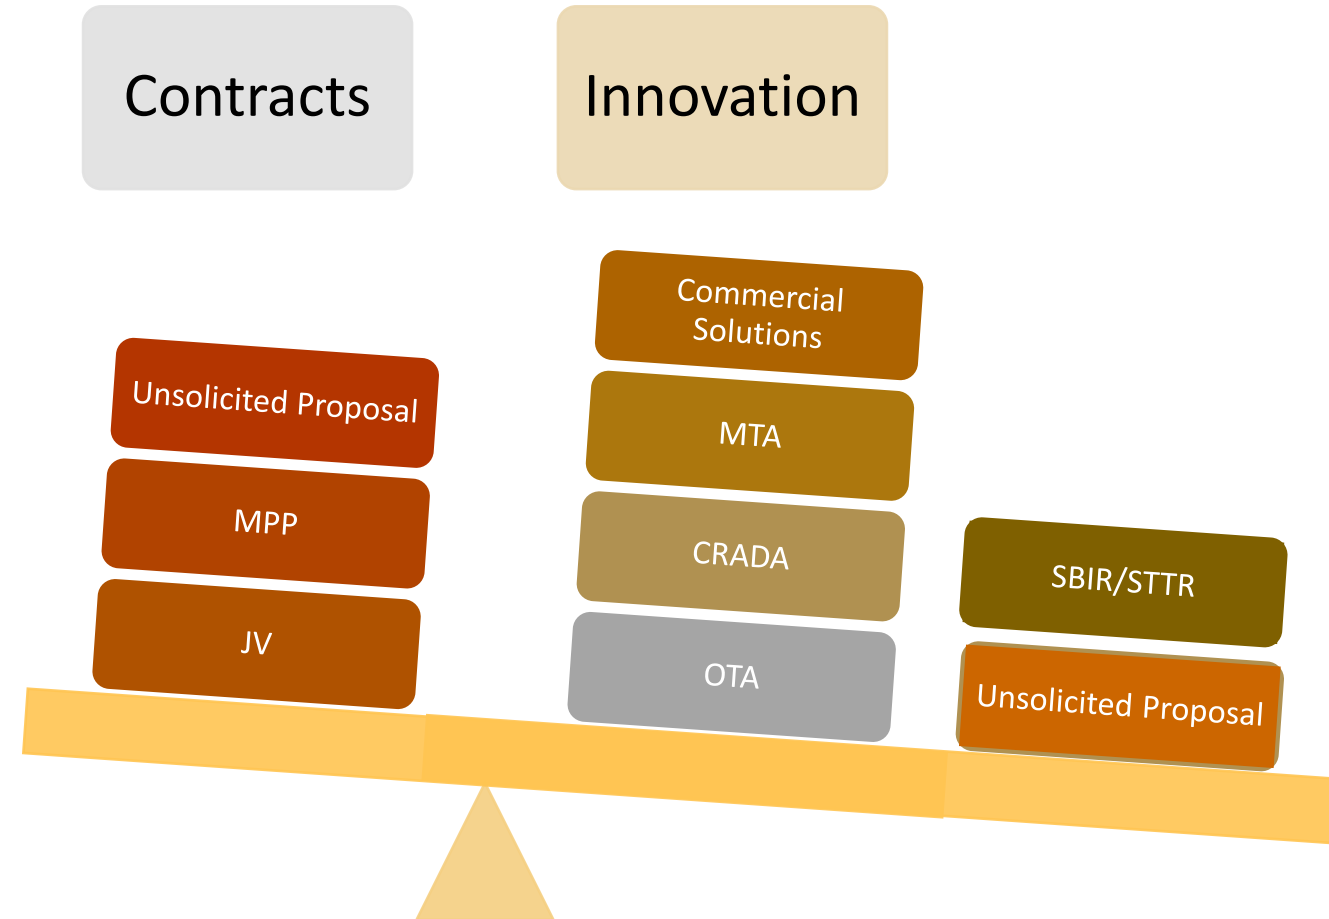 Contracts
Innovation
Unsolicited Proposal
MPP
JV
Commercial
Solutions
MTA
CRADA
OTA
SBIR/STTR
Unsolicited Proposal